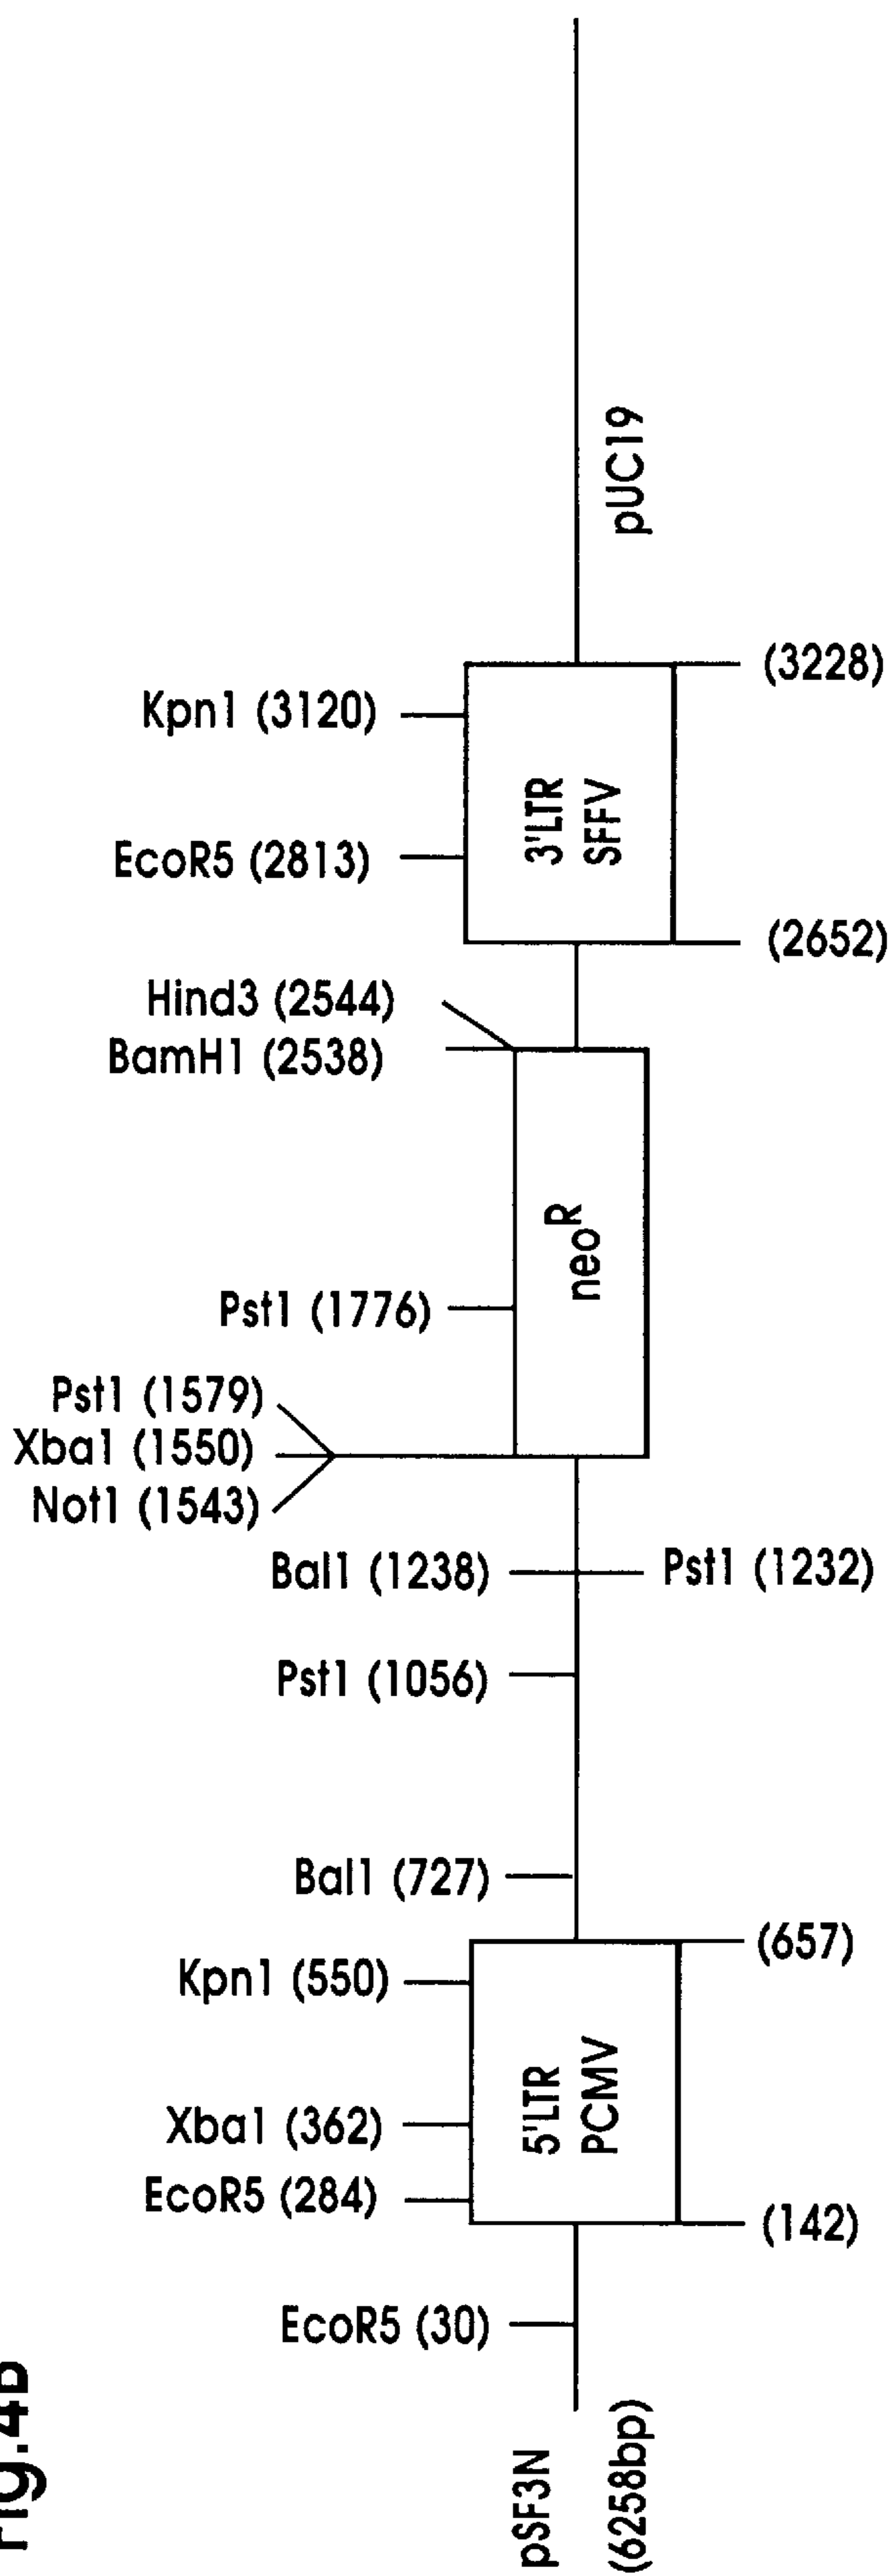 Fig.4B
pUC19
Kpn1 (3120)
(3228)
3'LTR
SFFV
EcoR5 (2813)
(2652)
Hind3 (2544)
BamH1 (2538)
neoR
Pst1 (1776)
Pst1 (1579)
Xba1 (1550)
Not1 (1543)
Bal1 (1238)
Pst1 (1232)
Pst1 (1056)
Bal1 (727)
(657)
Kpn1 (550)
5'LTR
PCMV
Xba1 (362)
EcoR5 (284)
(142)
EcoR5 (30)
pSF3N
(6258bp)